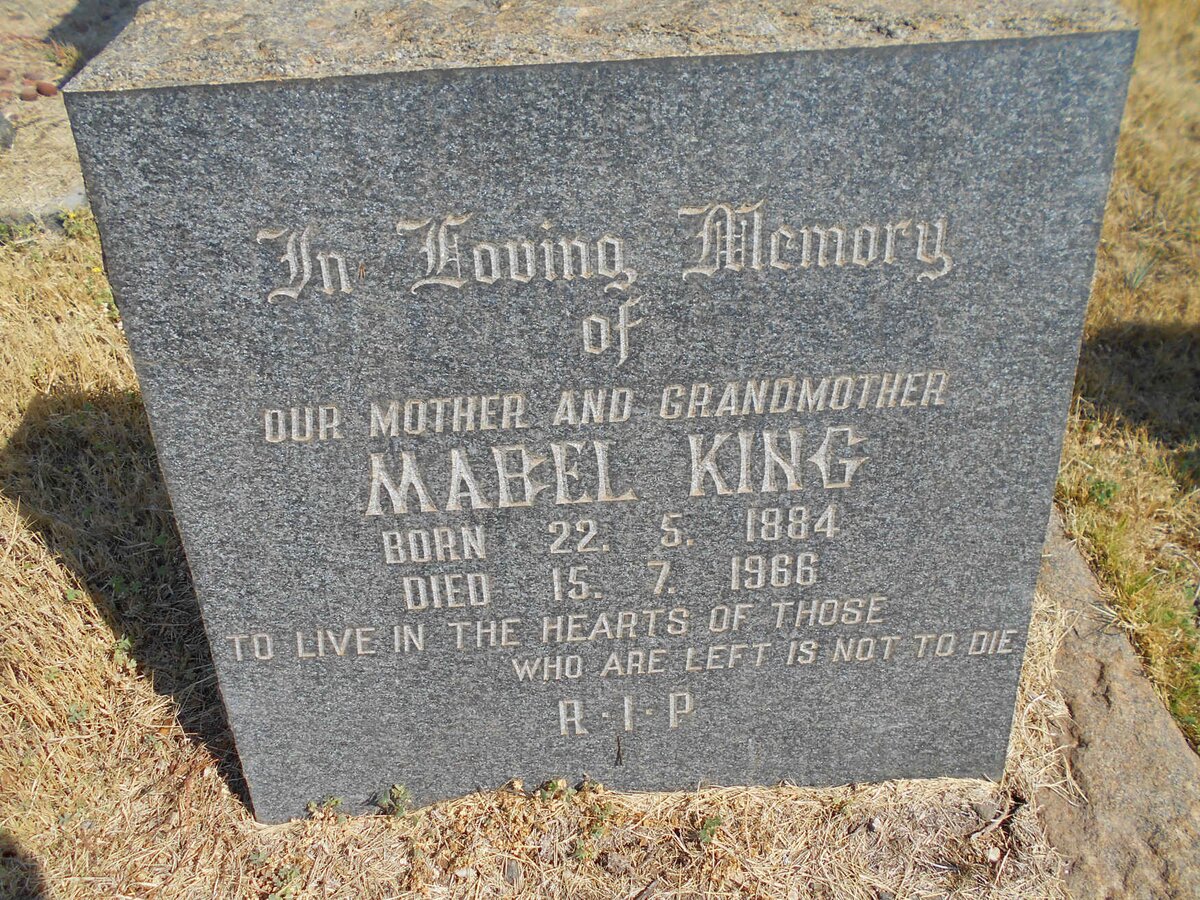 In Loving Memory
of
OUR MOTHER AND GRANDMOTHER
MABEL KING
BORN 22. 5. 1884
DIED 15. 7. 1966
TO LIVE IN THE HEARTS OF THOSE
WHO ARE LEFT IS NOT TO DIE
R·I·P